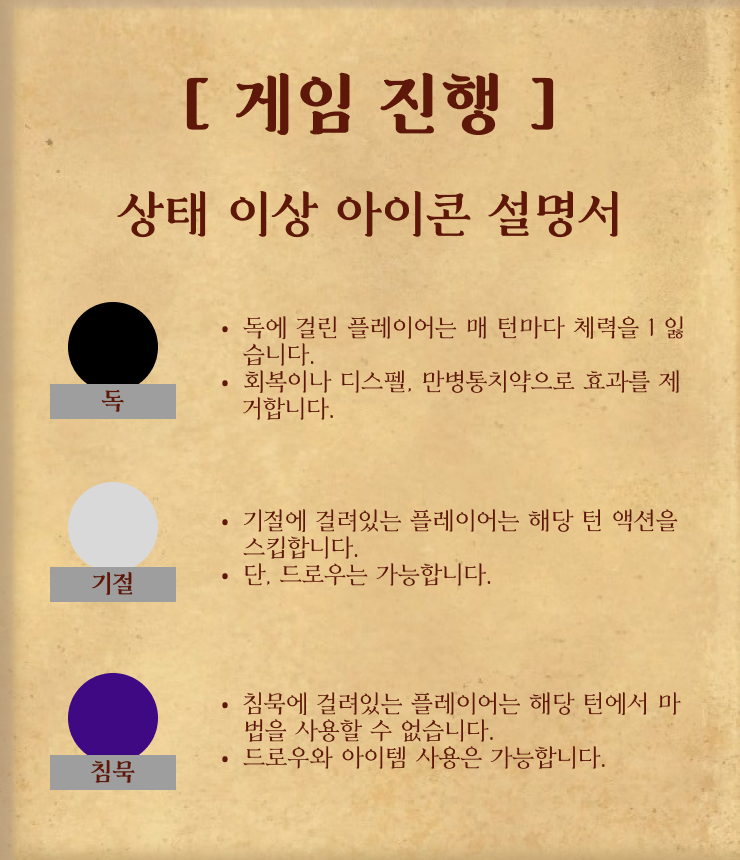 [ 게임 진행 ]
상태 이상 아이콘 설명서
독
• 독에 걸린 플레이어는 매 턴마다 체력을 1 잃
습니다.
• 회복이나 디스펠, 만병통치약으로 효과를 제
거합니다.
기절
• 기절에 걸려있는 플레이어는 해당 턴 액션을
스킵합니다.
• 단, 드로우는 가능합니다.
침묵
• 침묵에 걸려있는 플레이어는 해당 턴에서 마
법을 사용할 수 없습니다.
• 드로우와 아이템 사용은 가능합니다.